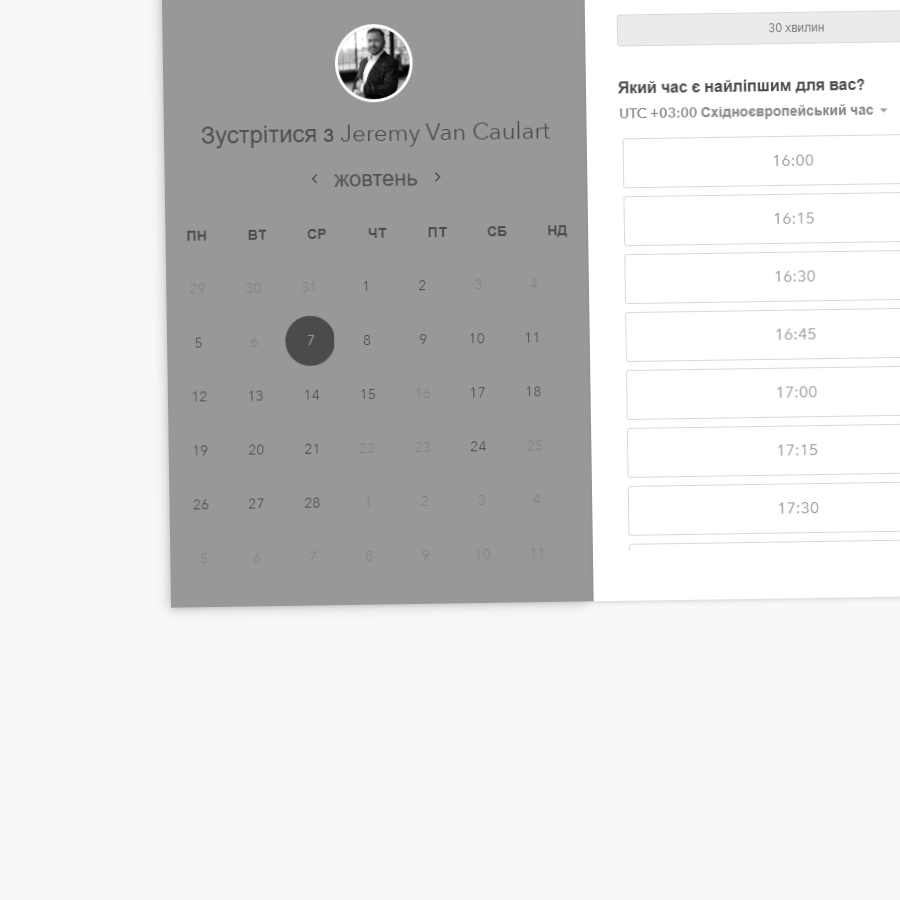 Зустрітися з Jeremy Van Caulart
жовтень
ПН ВТ СР ЧТ ПТ СБ НД
29 30 31 1 2 3 4
5 6 7 8 9 10 11
12 13 14 15 16 17 18
19 20 21 22 23 24 25
26 27 28 1 2 3 4
5 6 7 8 9 10 11
30 хвилин
Який час є найліпшим для вас?
UTC +03:00 Східноєвропейський час
16:00
16:15
16:30
16:45
17:00
17:15
17:30